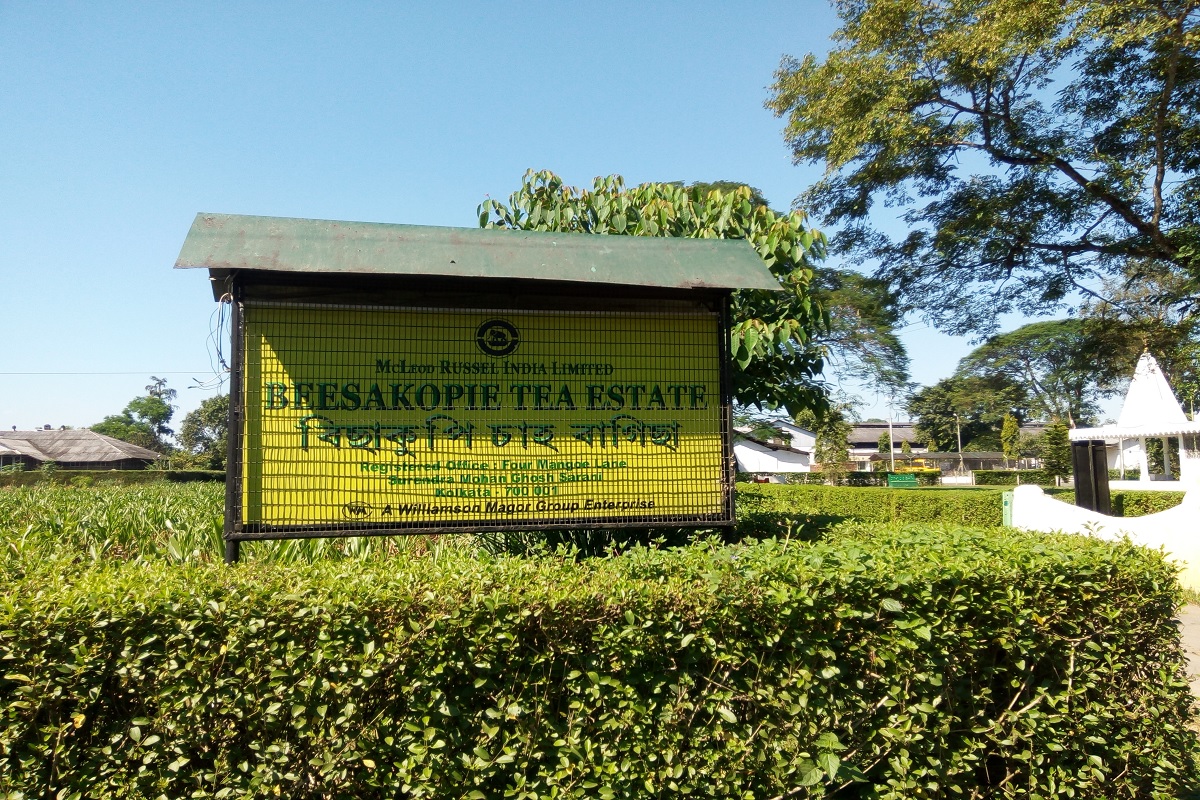 McLeod Russel India Limited
BEESAKOPIE TEA ESTATE
বিছাকুপি চাহ বাগিছা
Registered Office : Four Mangoe Lane
Surendra Mohan Ghosh Sarani
Kolkata - 700 001
A Williamson Magor Group Enterprise